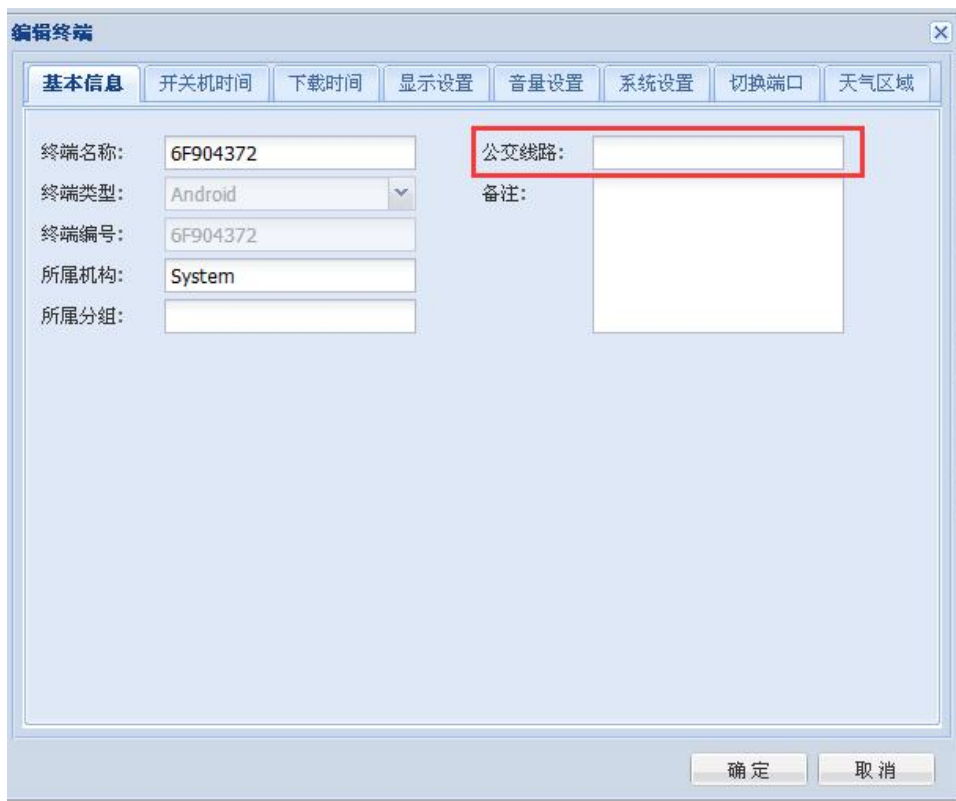 编辑终端
基本信息 开关机时间 下载时间 显示设置 音量设置 系统设置 切换端口 天气区域
终端名称: 6F904372 公交线路:
终端类型: Android 备注:
终端编号: 6F904372
所属机构: System
所属分组:
确定 取消